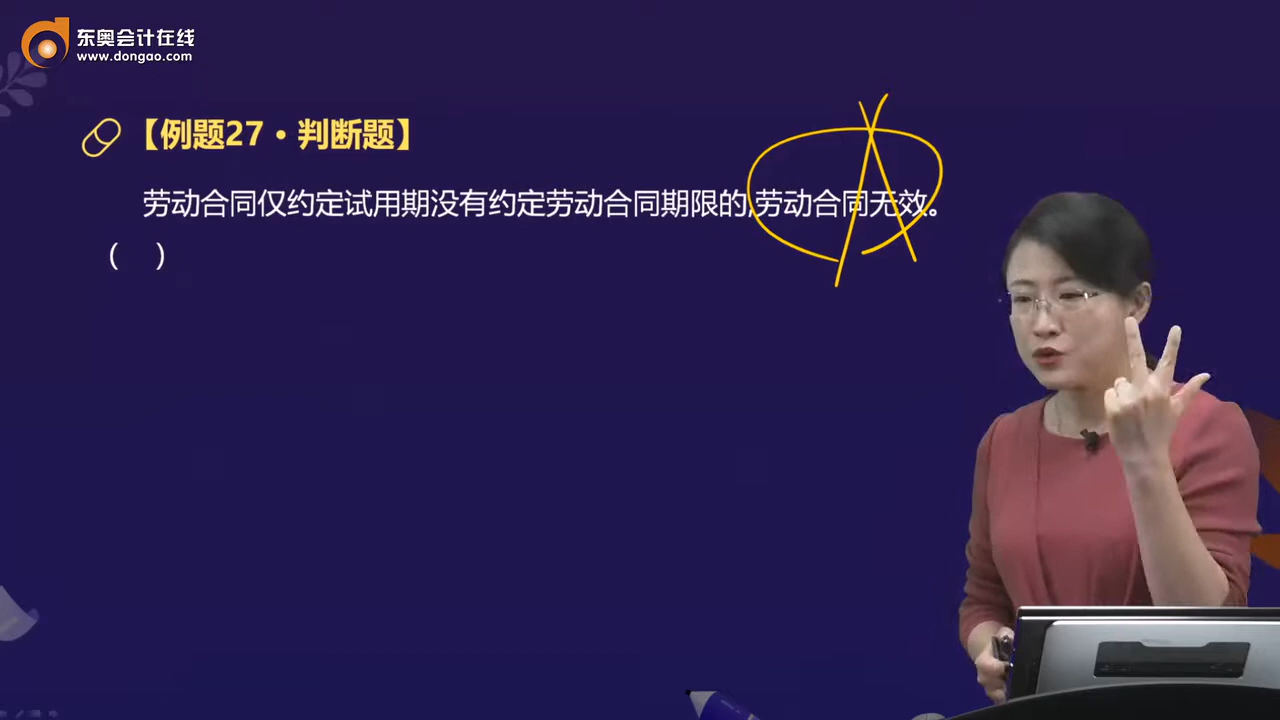 东奥会计在线
www.dongao.com
【例题27·判断题】
劳动合同仅约定试用期没有约定劳动合同期限的,劳动合同无效。
（ ）